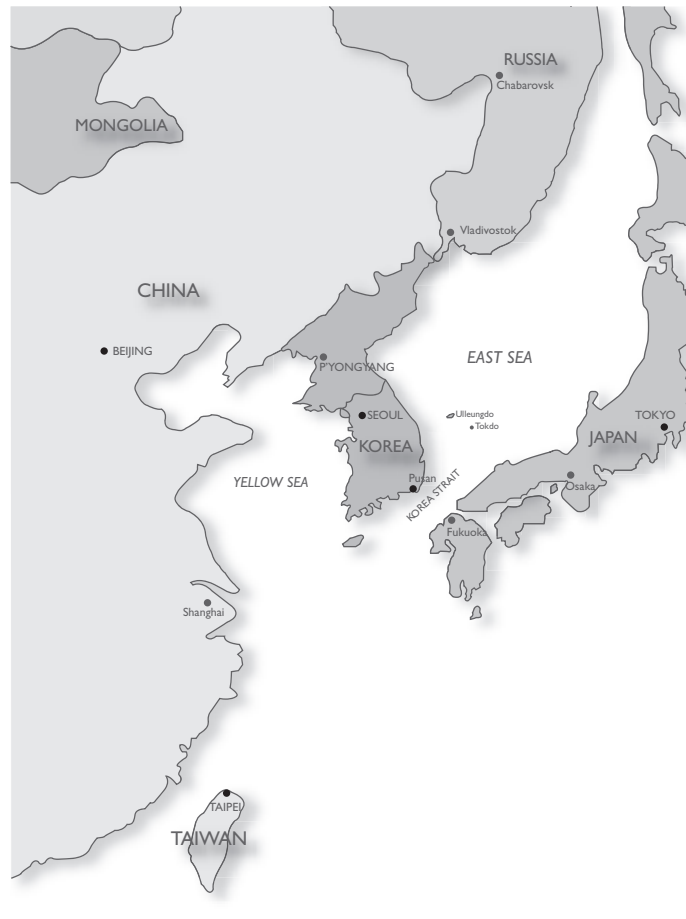 RUSSIA
Chabarovsk
MONGOLIA
Vladivostok
CHINA
BEIJING
P'YONGYANG
EAST SEA
SEOUL
Ulleungdo
Tokdo
TOKYO
KOREA
JAPAN
YELLOW SEA
Pusan
KOREA STRAIT
Osaka
Fukuoka
Shanghai
TAIPEI
TAIWAN